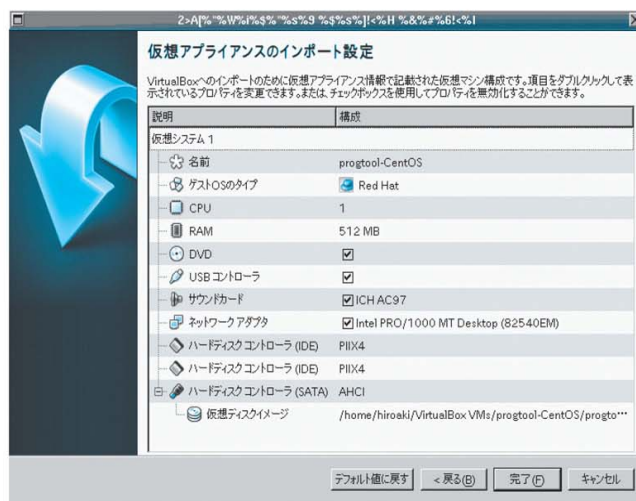 2>A[%"%W%i%$% "%s%9 %$%s%]!<%H %&%#%6!<%I
仮想アプライアンスのインポート設定
VirtualBoxへのインポートのために仮想アプライアンス情報で記載された仮想マシン構成です。項目をダブルクリックして表
示されているプロパティを変更できます。または、チェックボックスを使用してプロパティを無効化することができます。
説明 構成
仮想システム 1
名前 progtool-CentOS
ゲストOSのタイプ Red Hat
CPU 1
RAM 512 MB
DVD
USB コントローラ
サウンドカード ICH AC97
ネットワークアダプタ Intel PRO/1000 MT Desktop (82540EM)
ハードディスクコントローラ (IDE) PIIX4
ハードディスクコントローラ (IDE) PIIX4
ハードディスクコントローラ (SATA) AHCI
仮想ディスクイメージ /home/hiroaki/VirtualBox VMs/progtool-CentOS/progto…
デフォルト値に戻す < 戻る(B) 完了(F) キャンセル